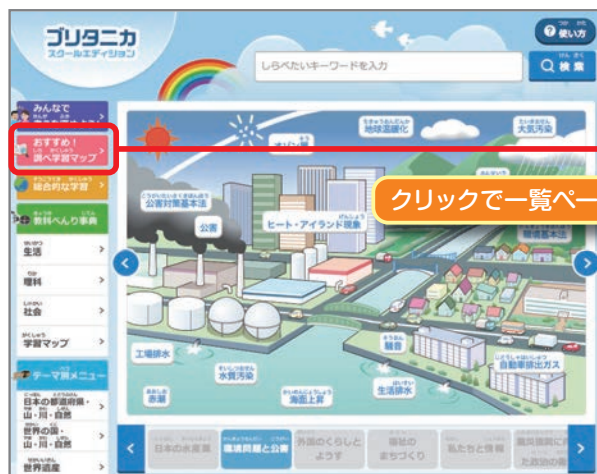 ブリタニカ
スクールエディション
しらべたいキーワードを入力
使い方
検索
みんなで
おすすめ!
調べ学習マップ
総合的な学習
教科べんり事典
生活
理科
社会
学習マップ
テーマ別メニュー
日本の都道府県・
山・川・自然
世界の国・
山・川・自然
世界遺産
地球温暖化
大気汚染
公害対策基本法
公害
ヒート・アイランド現象
クリックで一覧ペー
環境基本法
工場排水
水質汚染
赤潮
海面上昇
騒音
生活排水
自動車排出ガス
日本の水産業
環境問題と公害
外国のくらしと
ようす
福祉の
まちづくり
私たちと情報